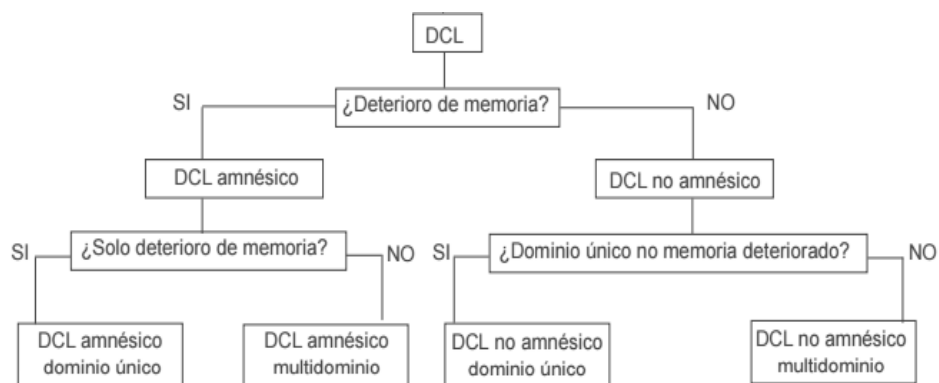 DCL
SI
¿Deterioro de memoria?
NO
DCL amnésico
DCL no amnésico
SI
¿Solo deterioro de memoria?
NO
SI
¿Dominio único no memoria deteriorado?
NO
DCL amnésico
dominio único
DCL amnésico
multidominio
DCL no amnésico
dominio único
DCL no amnésico
multidominio